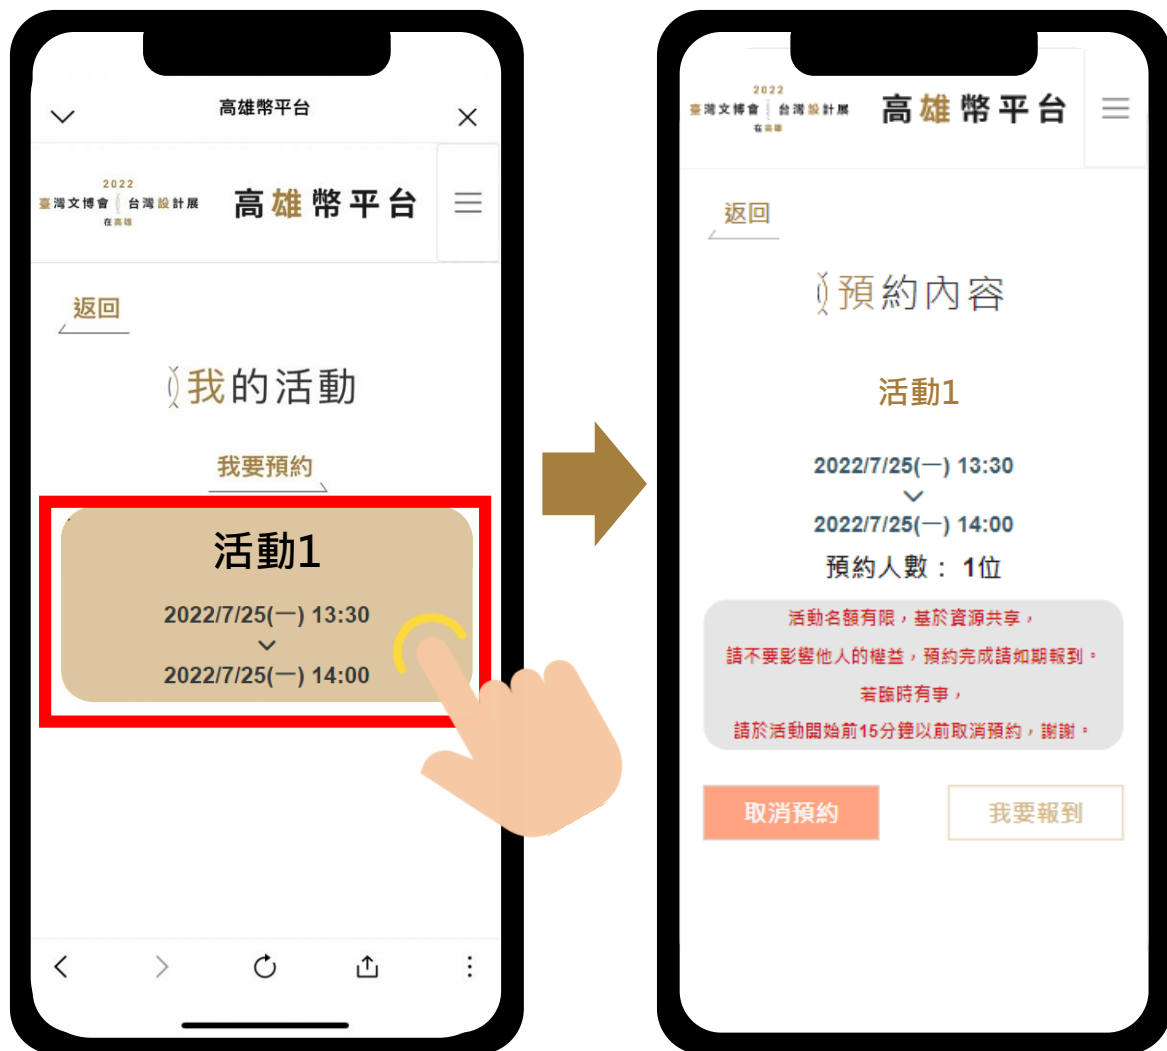 高雄幣平台
2022
臺灣文博會 台灣設計展
在高雄
高雄幣平台
返回
我的活動
我要預約
活動1
2022/7/25(一) 13:30
2022/7/25(一) 14:00
2022
臺灣文博會 台灣設計展
在高雄
高雄幣平台
返回
預約內容
活動1
2022/7/25(一) 13:30
2022/7/25(一) 14:00
預約人數： 1位
活動名額有限，基於資源共享，
請不要影響他人的權益，預約完成請如期報到。
若臨時有事，
請於活動開始前15分鐘以前取消預約，謝謝。
取消預約
我要報到